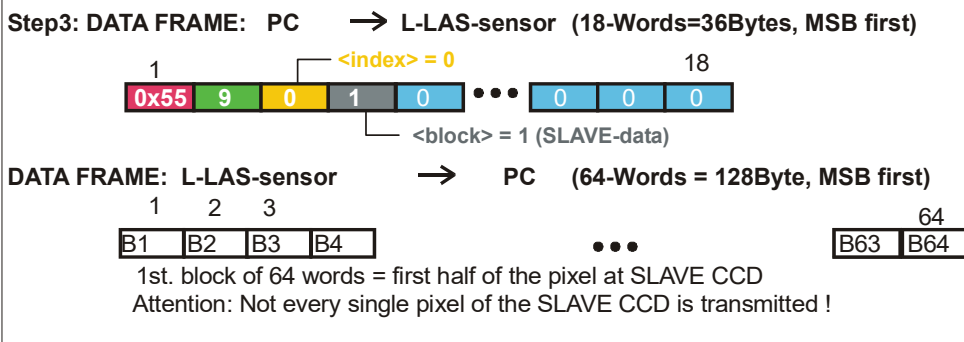 Step3: DATA FRAME: PC → L-LAS-sensor (18-Words=36Bytes, MSB first)
<index> = 0
1 18
0x55 9 0 1 0 ••• 0 0 0
<block> = 1 (SLAVE-data)
DATA FRAME: L-LAS-sensor → PC (64-Words = 128Byte, MSB first)
1 2 3 64
B1 B2 B3 B4 ••• B63 B64
1st. block of 64 words = first half of the pixel at SLAVE CCD
Attention: Not every single pixel of the SLAVE CCD is transmitted !